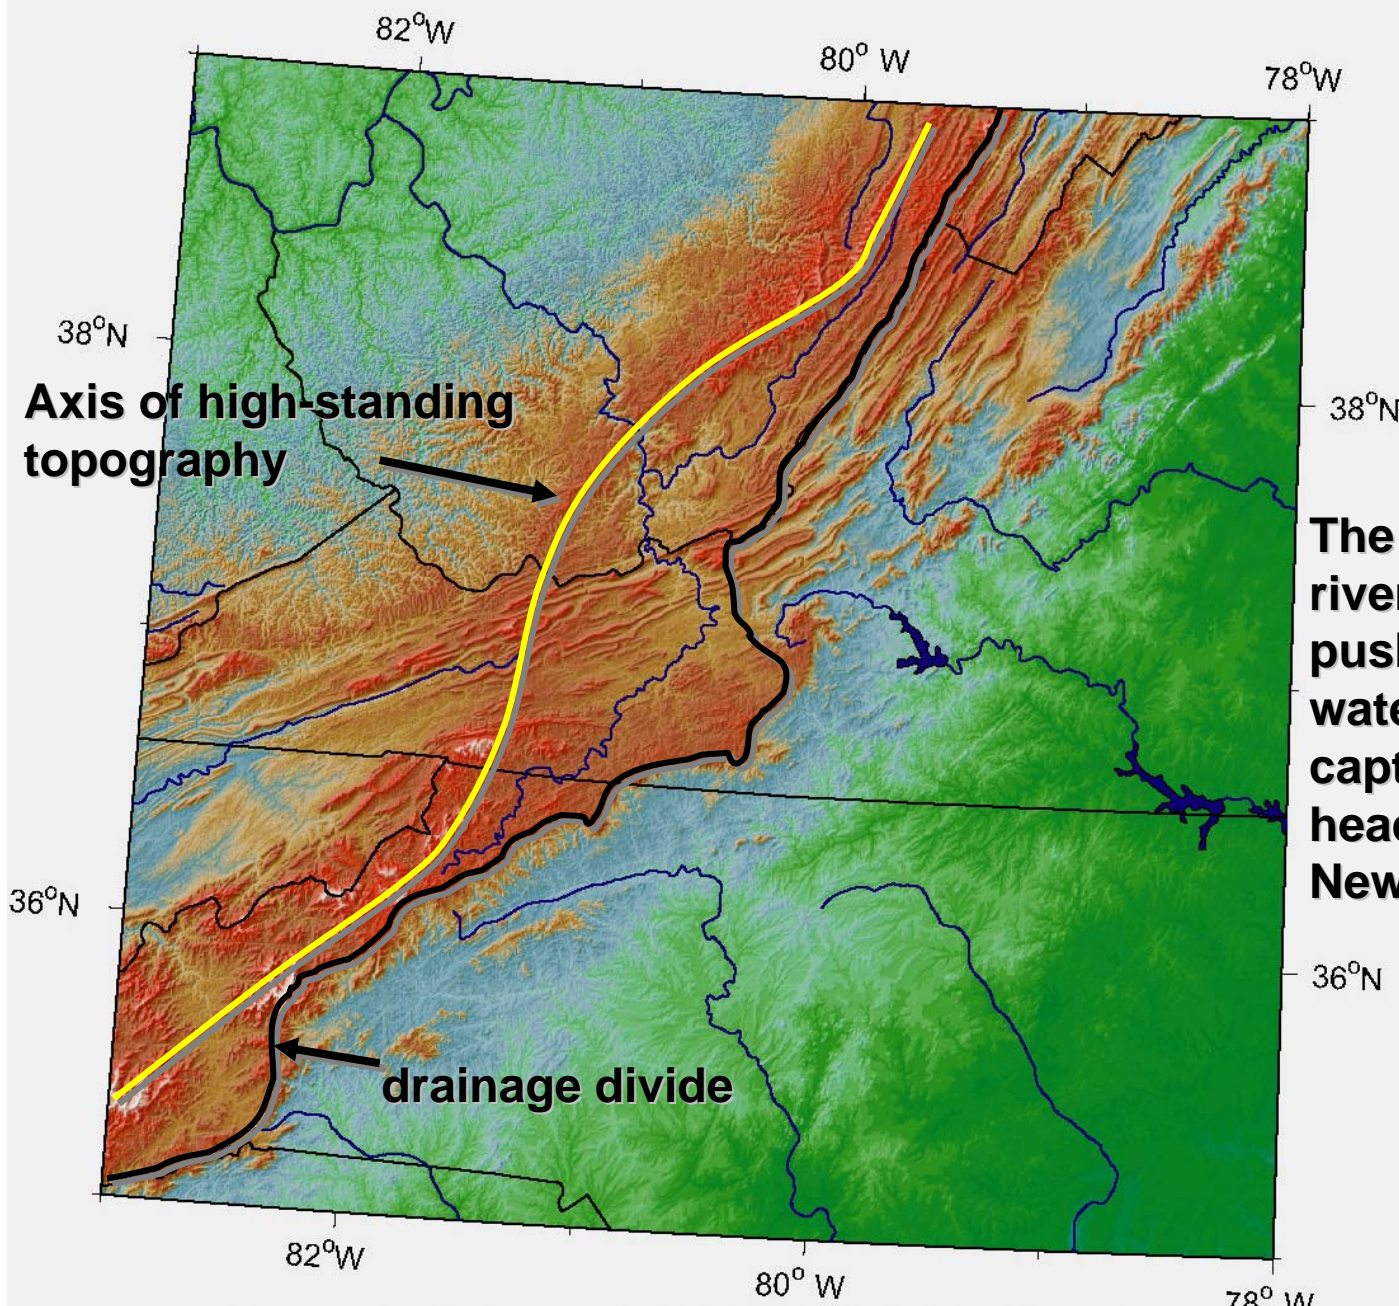 82°W
80° W
78°W
38°N
Axis of high-standing
topography
38°N
The
river
push
wate
capt
head
New
36°N
36°N
drainage divide
82°W
80° W
78° W